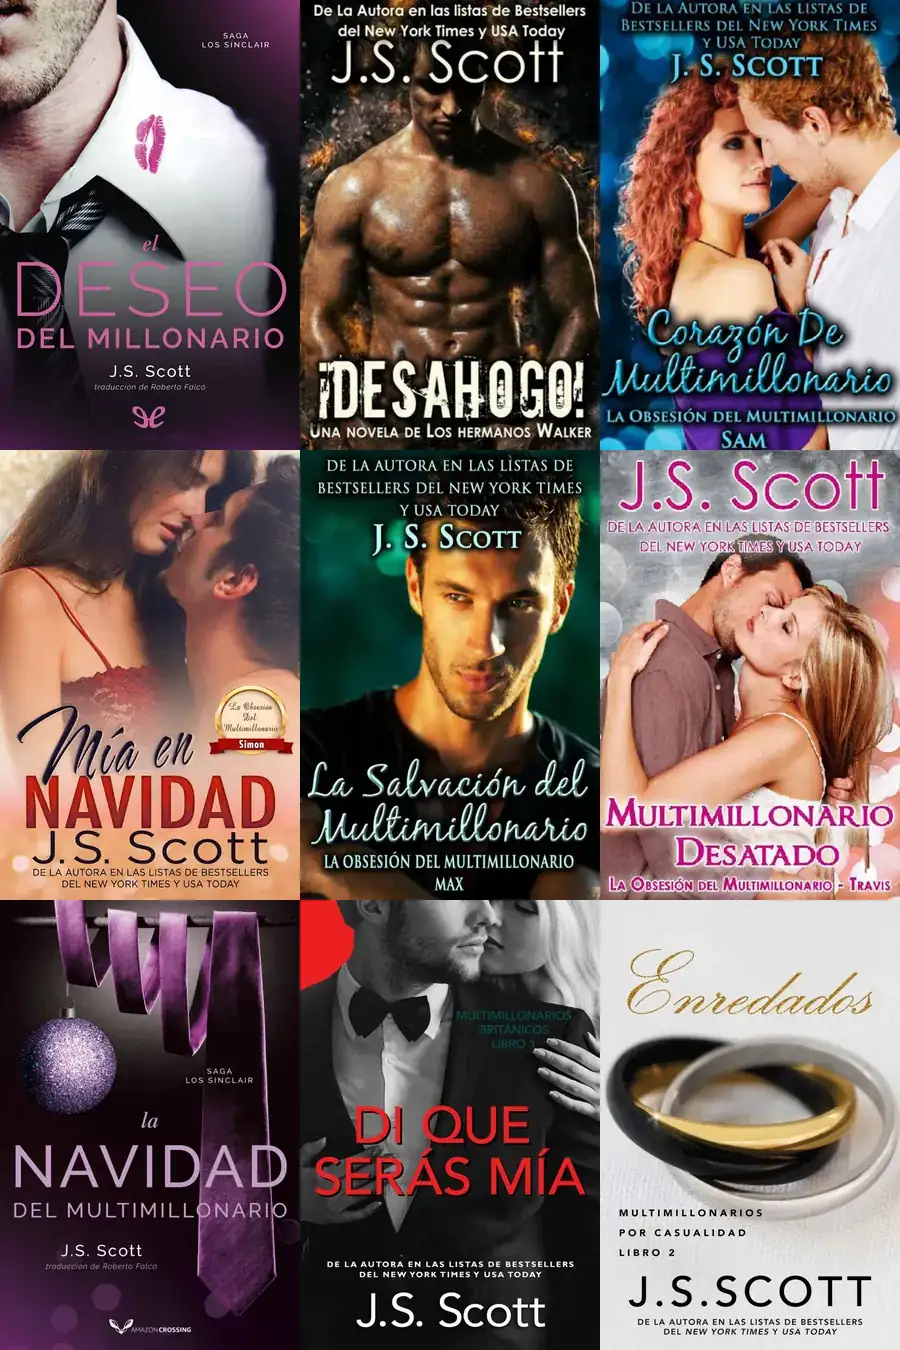 SAGA
LOS SINCLAIR
el
DESEO
DEL MILLONARIO
J.S. Scott
traducción de Roberto Falcó
De La Autora en las listas de Bestsellers
del New York Times y USA Today
J.S. Scott
¡DESAHOGO!
Una novela de Los hermanos Walker
De la Autora en las listas de
Bestsellers del New York Times
y USA Today
J. S. Scott
Corazón De
Multimillonario
La Obsesión del Multimillonario
Sam
La Obsesión
Del
Multimillonario
Simon
Mía en
NAVIDAD
J.S. Scott
DE LA AUTORA EN LAS LISTAS DE BESTSELLERS
DEL NEW YORK TIMES Y USA TODAY
DE LA AUTORA EN LAS LISTAS DE
BESTSELLERS DEL NEW YORK TIMES
Y USA TODAY
J. S. Scott
La Salvación del
Multimillonario
LA OBSESIÓN DEL MULTIMILLONARIO
MAX
J.S. Scott
DE LA AUTORA EN LAS LISTAS DE BESTSELLERS
DEL NEW YORK TIMES Y USA TODAY
Multimillonario
Desatado
La Obsesión del Multimillonario - Travis
SAGA
LOS SINCLAIR
la
NAVIDAD
DEL MULTIMILLONARIO
J.S. Scott
traducción de Roberto Falcó
AMAZONCROSSING
MULTIMILLONARIOS
BRITÁNICOS
LIBRO 1
DI QUE
SERÁS MÍA
DE LA AUTORA EN LAS LISTAS DE BESTSELLERS
DEL NEW YORK TIMES Y USA TODAY
J.S. Scott
Enredados
MULTIMILLONARIOS
POR CASUALIDAD
LIBRO 2
J.S.SCOTT
DE LA AUTORA EN LAS LISTAS DE BESTSELLERS
DEL NEW YORK TIMES Y USA TODAY